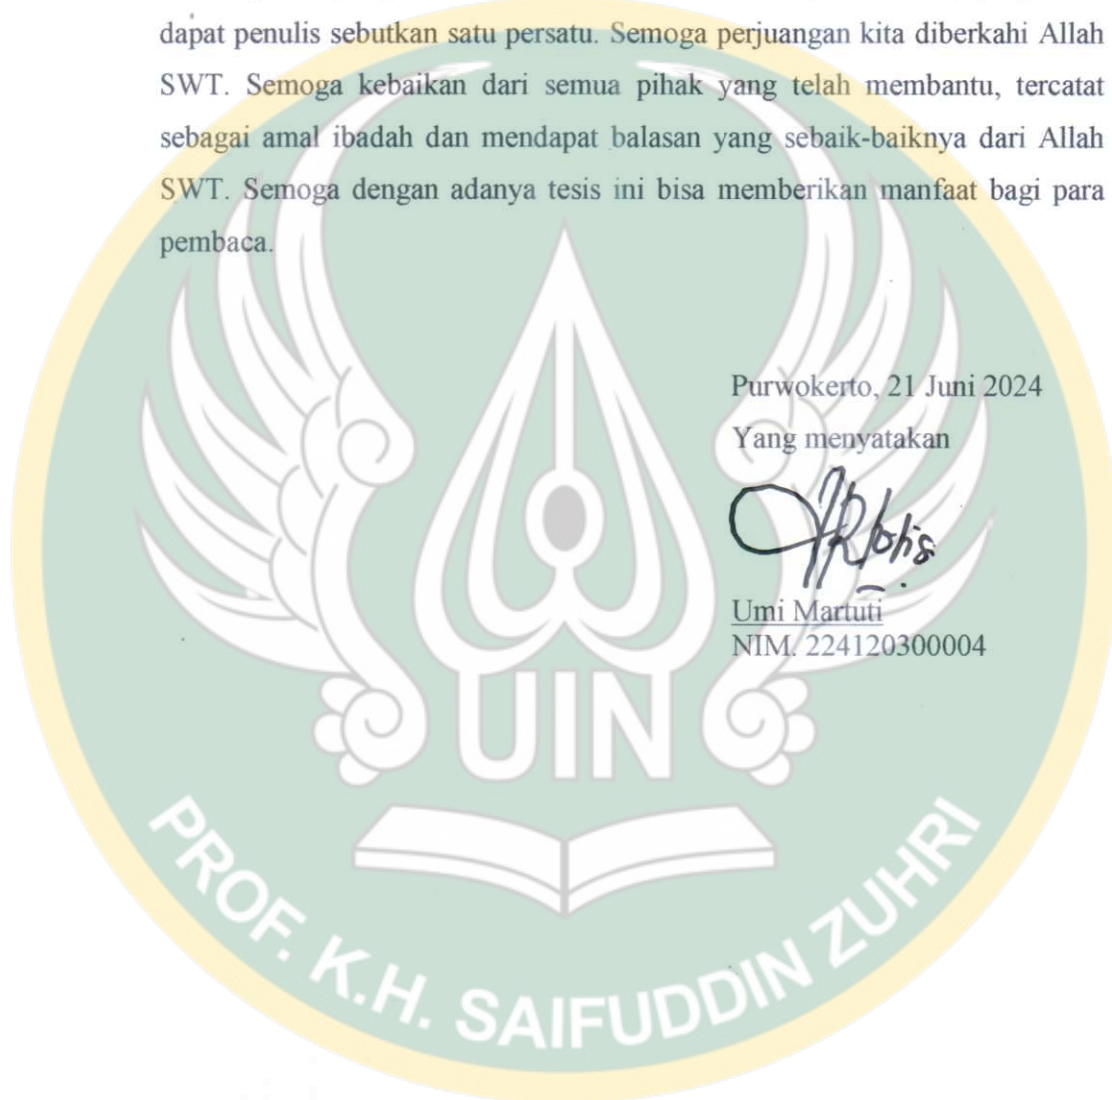 dapat penulis sebutkan satu persatu. Semoga perjuangan kita diberkahi Allah
SWT. Semoga kebaikan dari semua pihak yang telah membantu, tercatat
sebagai amal ibadah dan mendapat balasan yang sebaik-baiknya dari Allah
SWT. Semoga dengan adanya tesis ini bisa memberikan manfaat bagi para
pembaca.
Purwokerto, 21 Juni 2024
Yang menyatakan
Umi Martuti
NIM. 224120300004
UIN
PROF. K.H. SAIFUDDIN ZUHRI